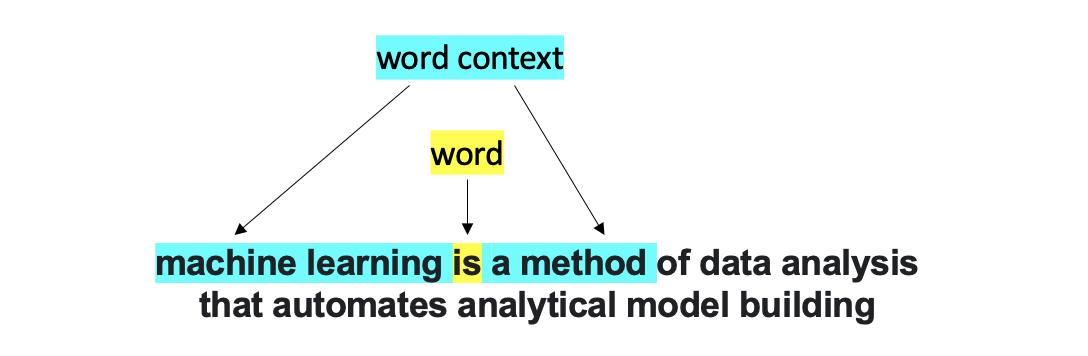 word context
word
machine learning is a method of data analysis
that automates analytical model building